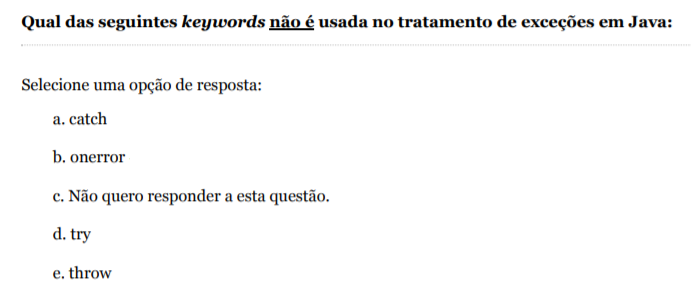 Qual das seguintes keywords não é usada no tratamento de exceções em Java:
Selecione uma opção de resposta:
a. catch
b. onerror
c. Não quero responder a esta questão.
d. try
e. throw